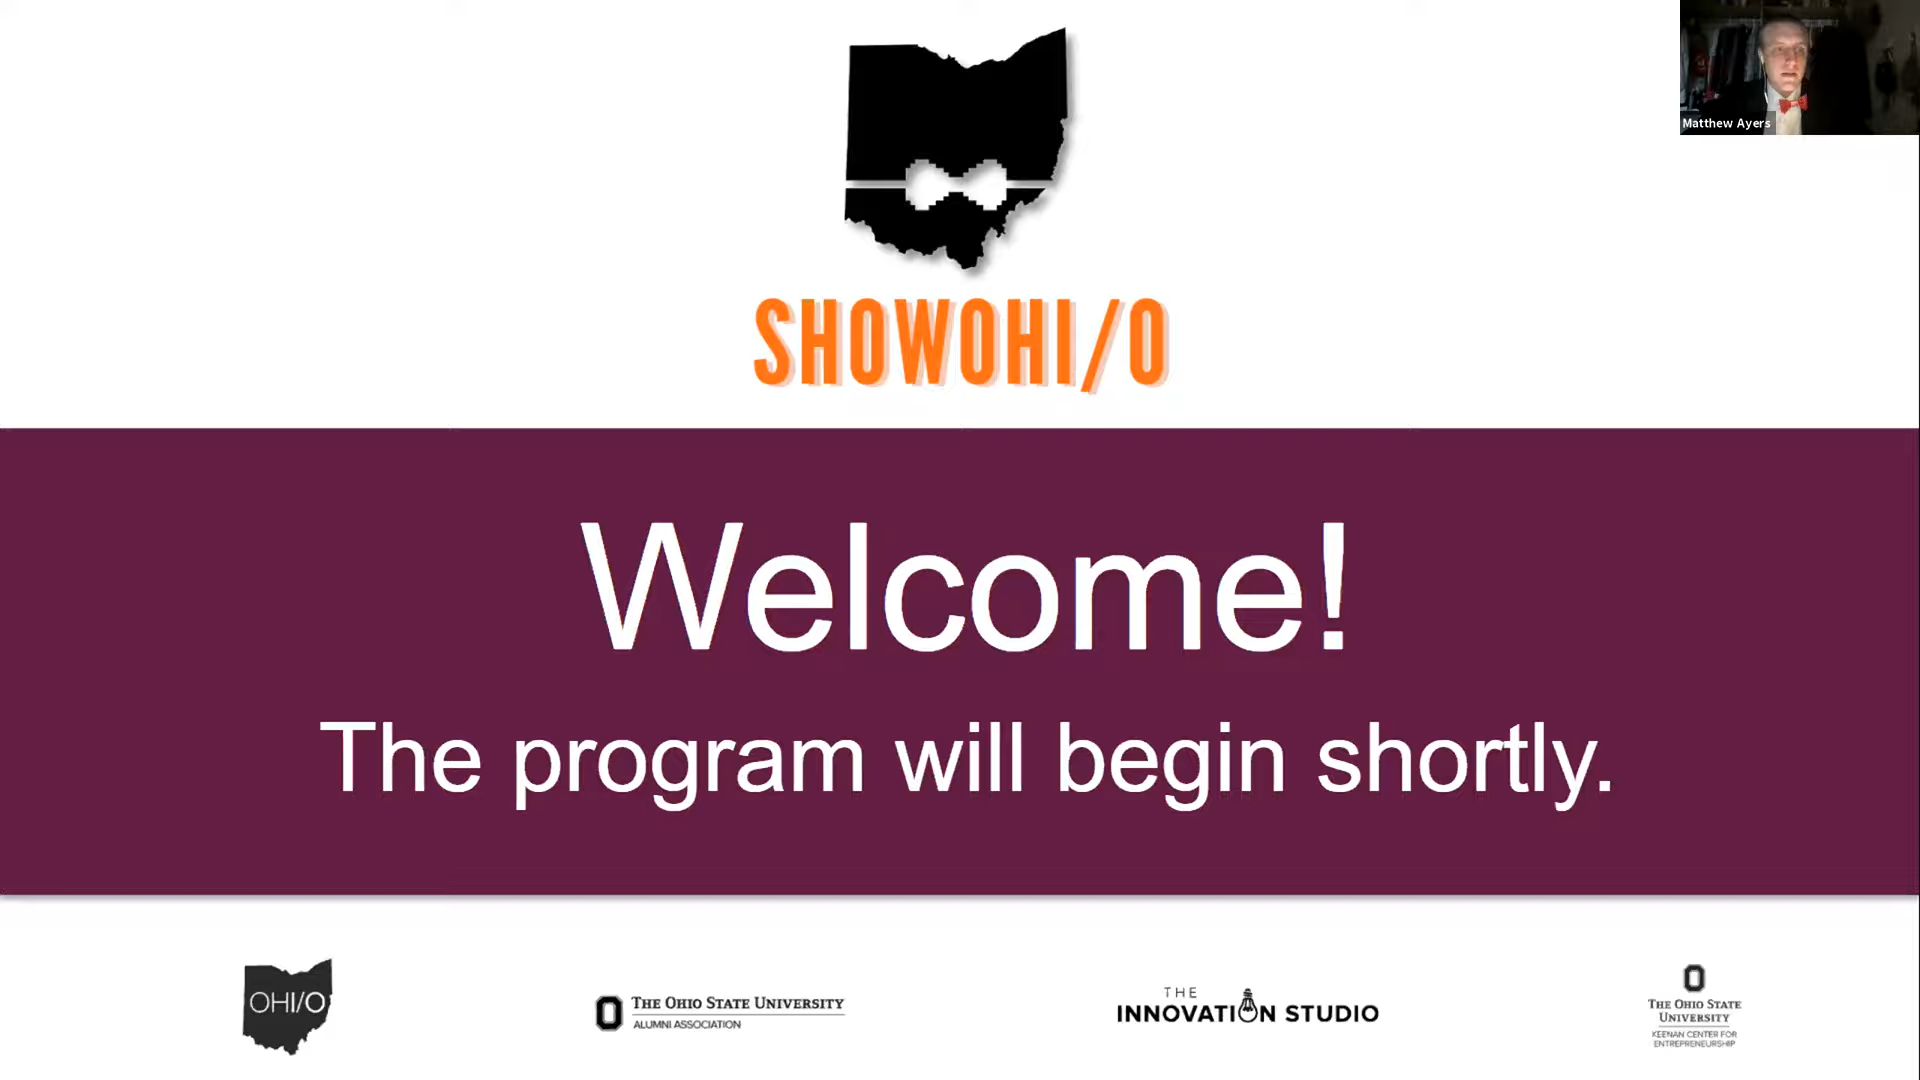 Matthew Ayers
SHOWOHI/O
Welcome!
The program will begin shortly.
OHI/O
THE OHIO STATE UNIVERSITY
ALUMNI ASSOCIATION
THE
INNOVATION STUDIO
THE OHIO STATE
UNIVERSITY
KEENAN CENTER FOR
ENTREPRENEURSHIP